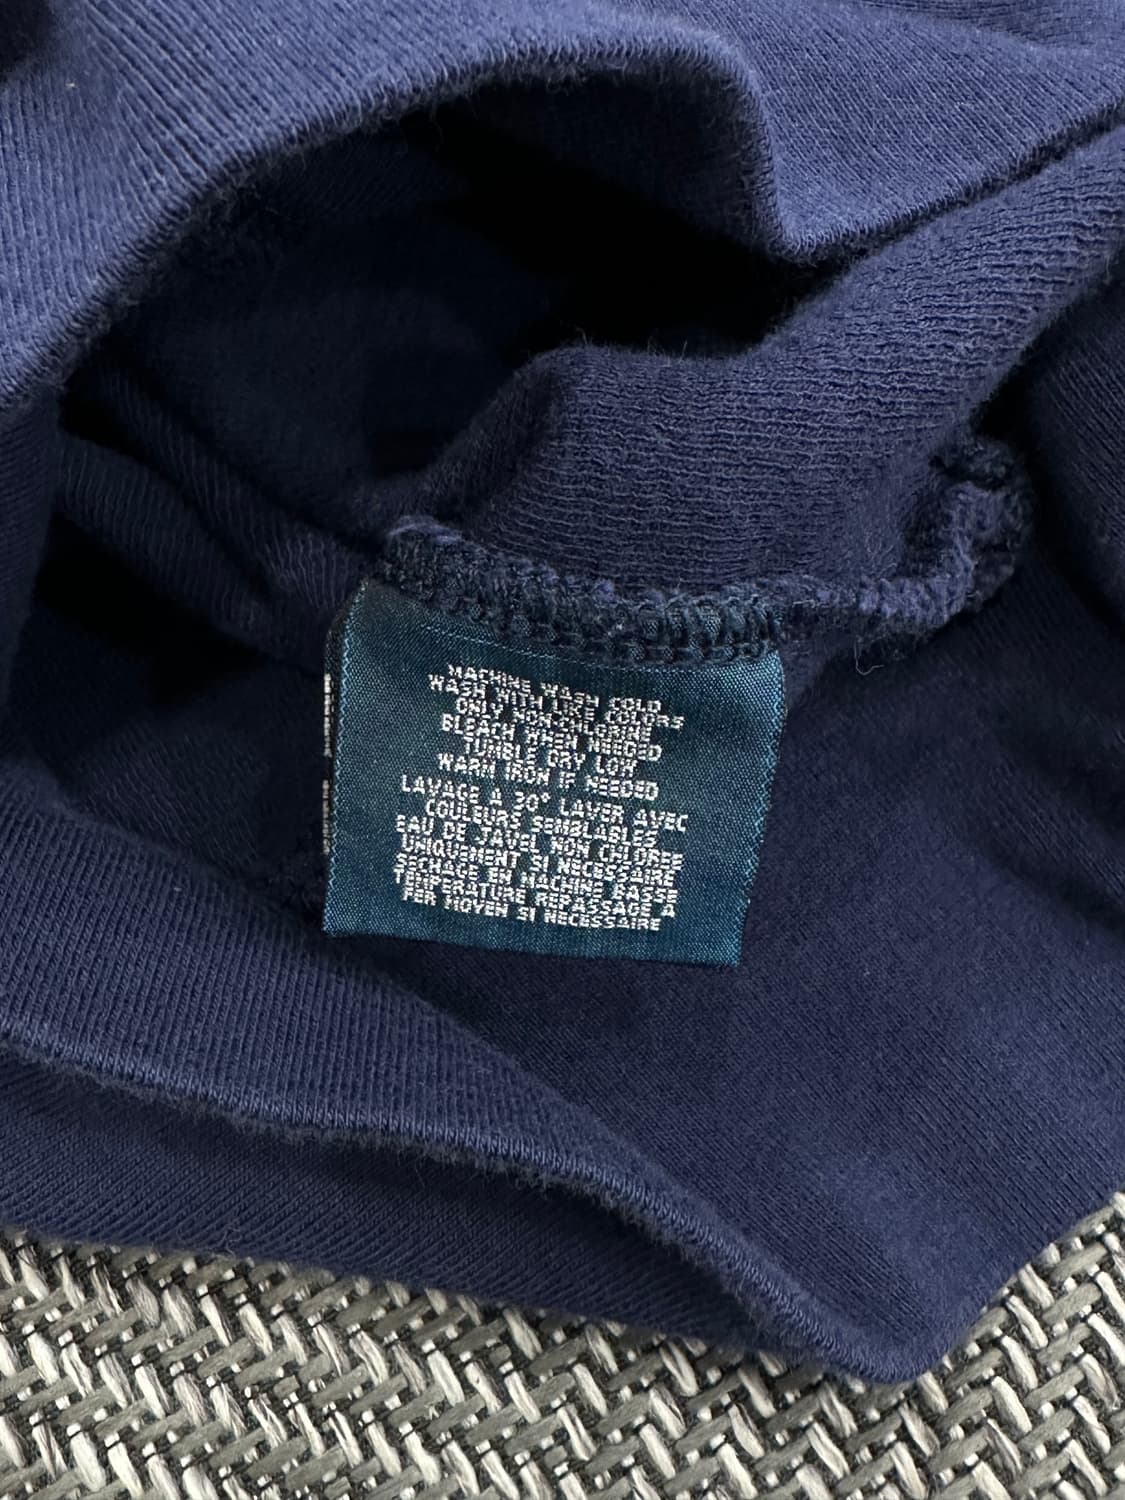 MACHINE WASH COLD
WASH WITH LIKE COLORS
ONLY NON-CHLORINE
BLEACH WHEN NEEDED
TUMBLE DRY LOW
WARM IRON IF NEEDED
LAVAGE A 30° LAVER AVEC
COULEURS SEMBLABLES
EAU DE JAVEL NON CHLOREE
UNIQUEMENT SI NECESSAIRE
SECHAGE EN MACHINE BASSE
TEMPERATURE REPASSAGE A
FER MOYEN SI NECESSAIRE